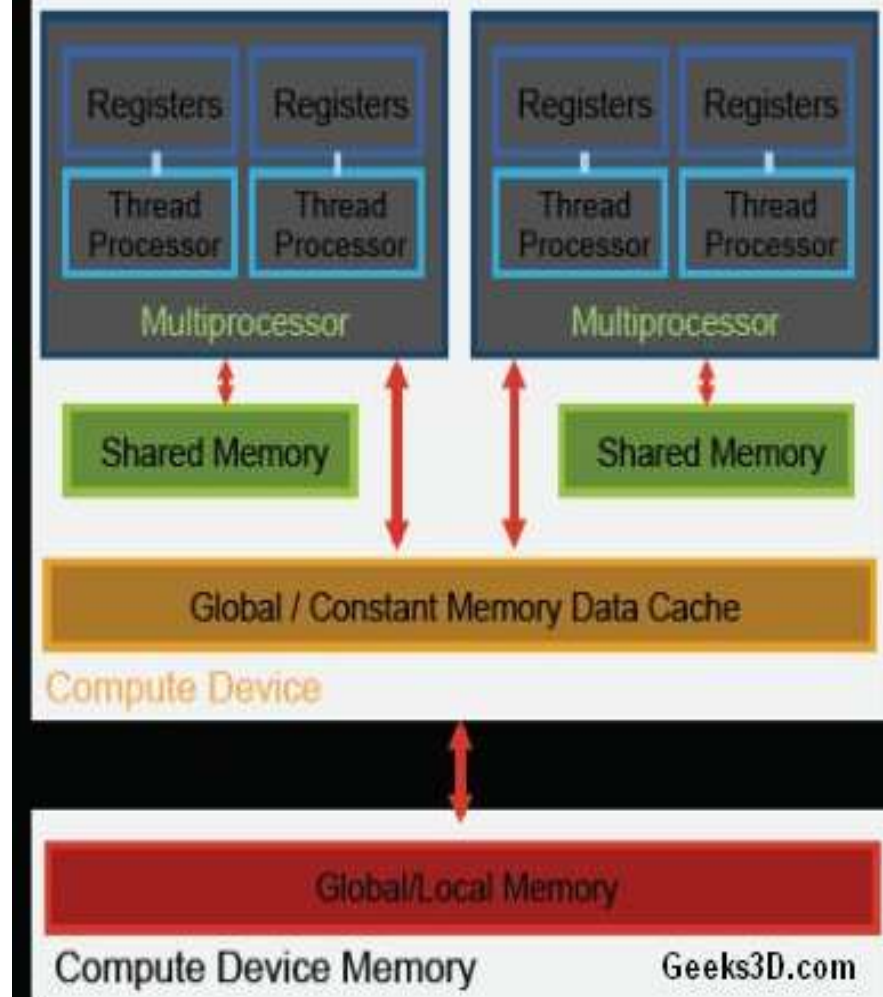 Registers Registers Registers Registers
Thread Processor
Thread Processor
Thread Processor
Thread Processor
Multiprocessor Multiprocessor
Shared Memory Shared Memory
Global / Constant Memory Data Cache
Compute Device
Global/Local Memory
Compute Device Memory Geeks3D.com